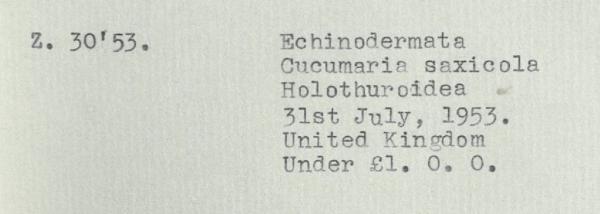 Z. 30'53. Echinodermata
Cucumaria saxicola
Holothuroidea
31st July, 1953.
United Kingdom
Under £1. 0. 0.